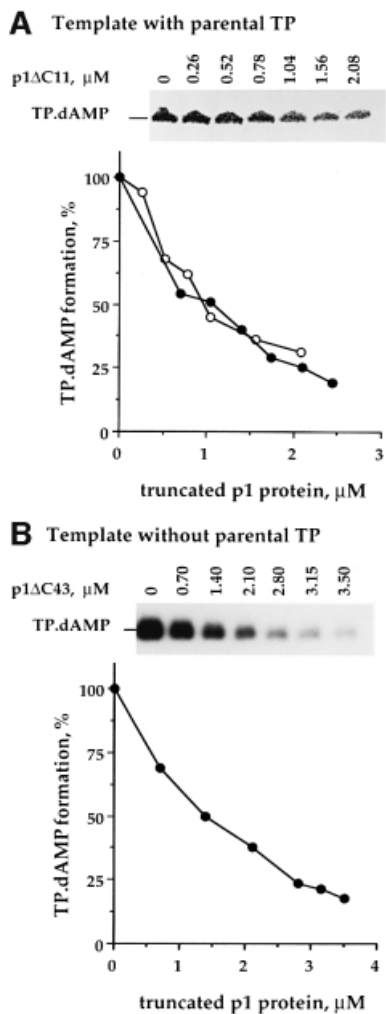 A Template with parental TP
p1ΔC11, µM 0 0.26 0.52 0.78 1.04 1.56 2.08
TP.dAMP
100
75
50
25
0
TP.dAMP formation, %
0 1 2 3
truncated p1 protein, µM
B Template without parental TP
p1ΔC43, µM 0 0.70 1.40 2.10 2.80 3.15 3.50
TP.dAMP
100
75
50
25
0
TP.dAMP formation, %
0 1 2 3 4
truncated p1 protein, µM